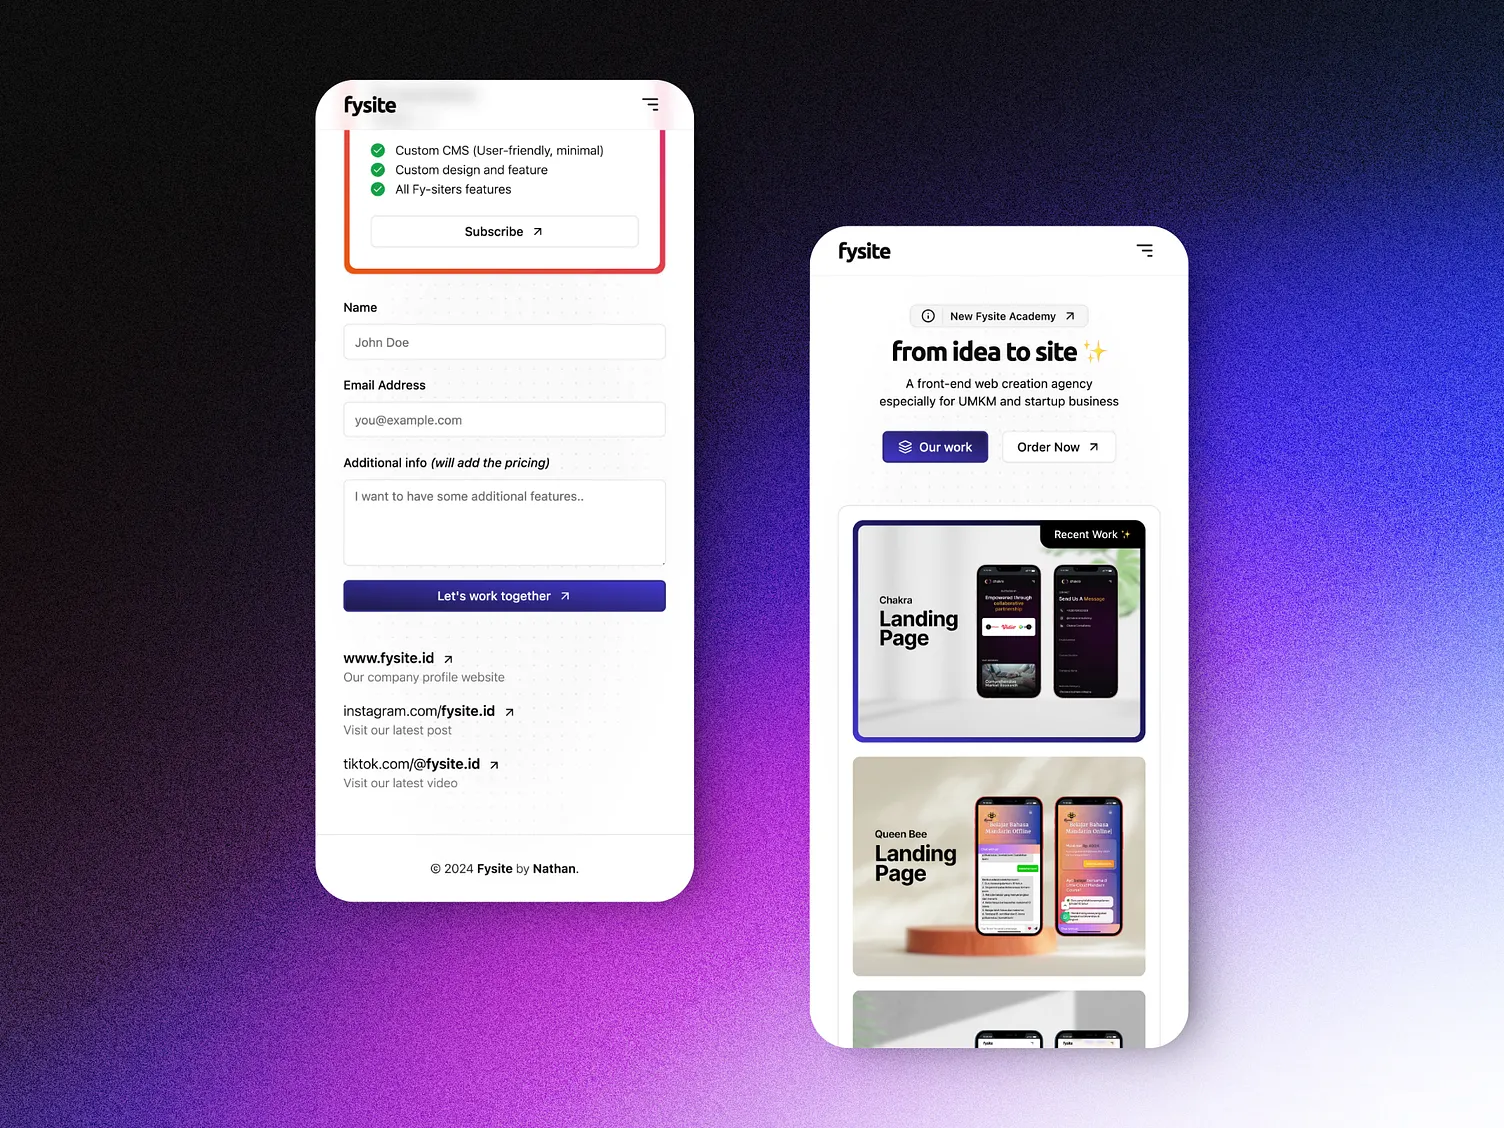 fysite
Custom CMS (User-friendly, minimal)
Custom design and feature
All Fy-siters features
Subscribe
Name
John Doe
Email Address
you@example.com
Additional info (will add the pricing)
I want to have some additional features..
Let's work together
www.fysite.id
Our company profile website
instagram.com/fysite.id
Visit our latest post
tiktok.com/@fysite.id
Visit our latest video
© 2024 Fysite by Nathan.
fysite
New Fysite Academy
from idea to site ✨
A front-end web creation agency
especially for UMKM and startup business
Our work
Order Now
Recent Work ✨
Chakra
Landing
Page
chakra
Empowered through
collaborative
partnership
chakra
Send Us A Message
Queen Bee
Landing
Page
Belajar Bahasa
Mandarin Offline
Belajar Bahasa
Mandarin Online
fysite
fysite